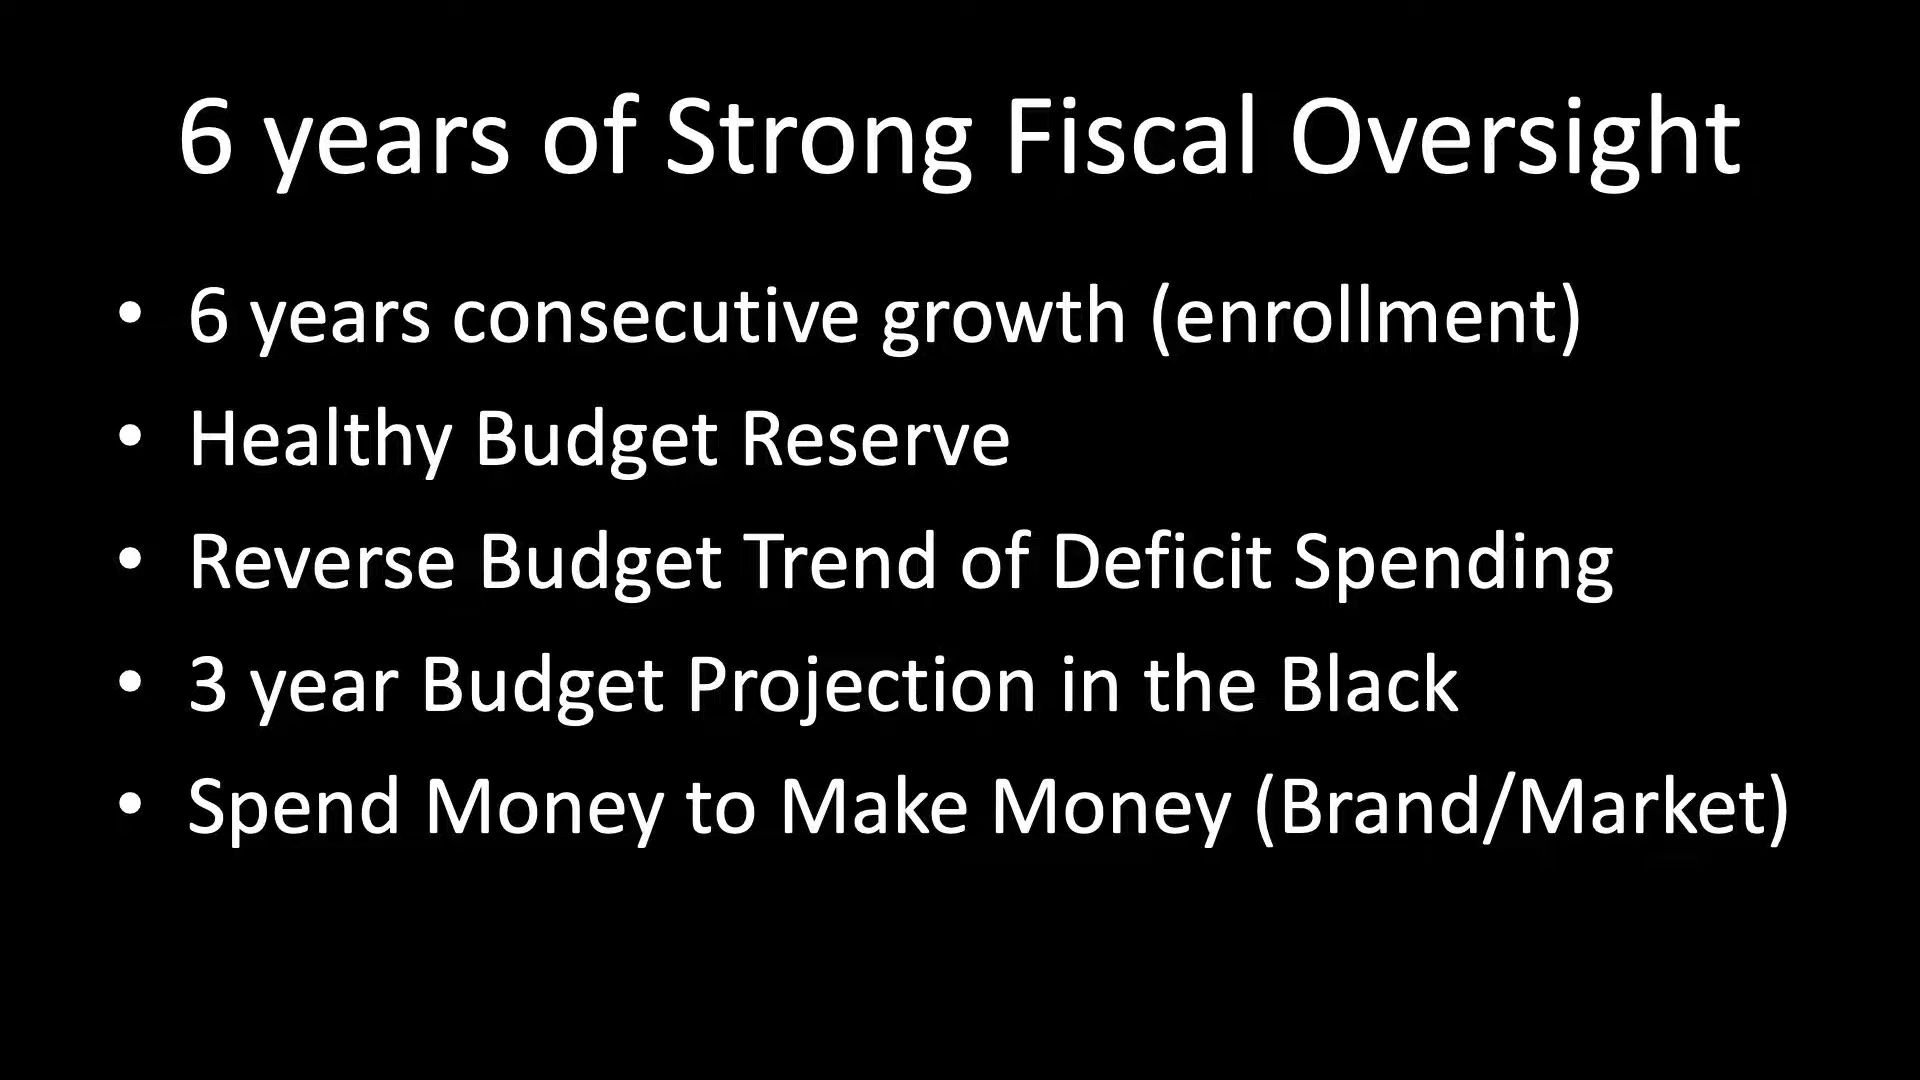 6 years of Strong Fiscal Oversight
• 6 years consecutive growth (enrollment)
• Healthy Budget Reserve
• Reverse Budget Trend of Deficit Spending
• 3 year Budget Projection in the Black
• Spend Money to Make Money (Brand/Market)